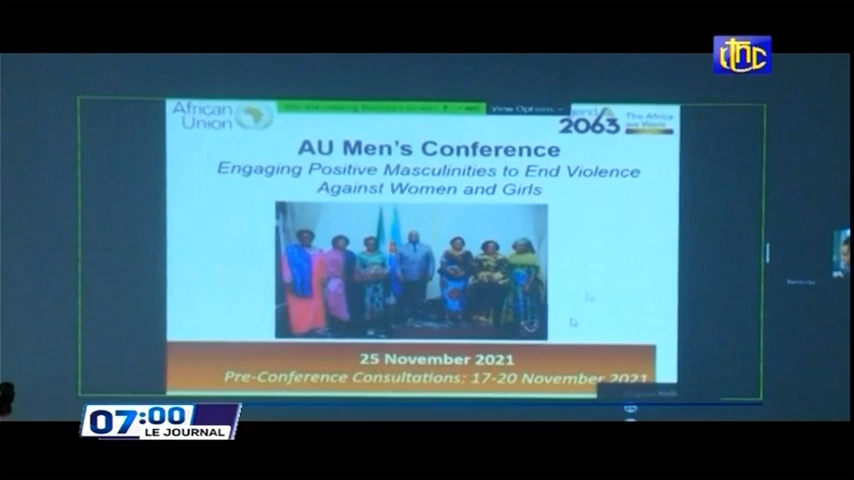 rtnc
African
Union
View Options
2063
The Africa
we Want
AU Men's Conference
Engaging Positive Masculinities to End Violence
Against Women and Girls
25 November 2021
Pre-Conference Consultations: 17-20 November 2021
07:00
LE JOURNAL